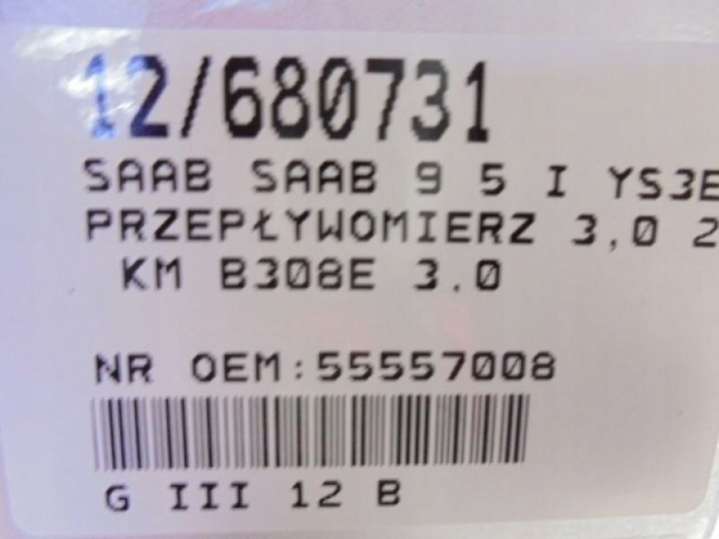 12/680731
SAAB SAAB 9 5 I YS3E
PRZEPŁYWOMIERZ 3,0 2
KM B308E 3.0
NR OEM:55557008
G III 12 B